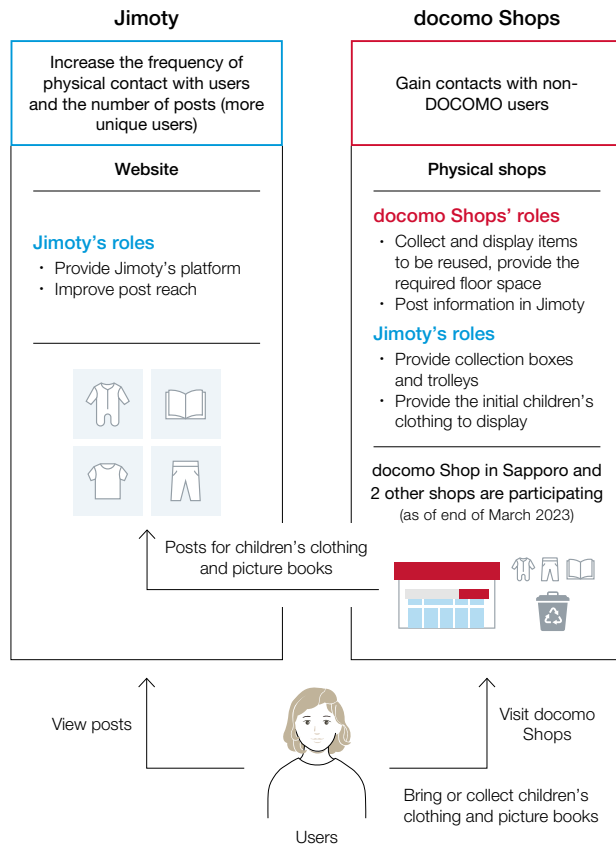 Jimoty
Increase the frequency of
physical contact with users
and the number of posts (more
unique users)
Website
Jimoty’s roles
・ Provide Jimoty’s platform
・ Improve post reach
docomo Shops
Gain contacts with non-
DOCOMO users
Physical shops
docomo Shops’ roles
・ Collect and display items
to be reused, provide the
required floor space
・ Post information in Jimoty
Jimoty’s roles
・ Provide collection boxes
and trolleys
・ Provide the initial children’s
clothing to display
docomo Shop in Sapporo and
2 other shops are participating
(as of end of March 2023)
Posts for children’s clothing
and picture books
View posts
Visit docomo
Shops
Bring or collect children’s
clothing and picture books
Users